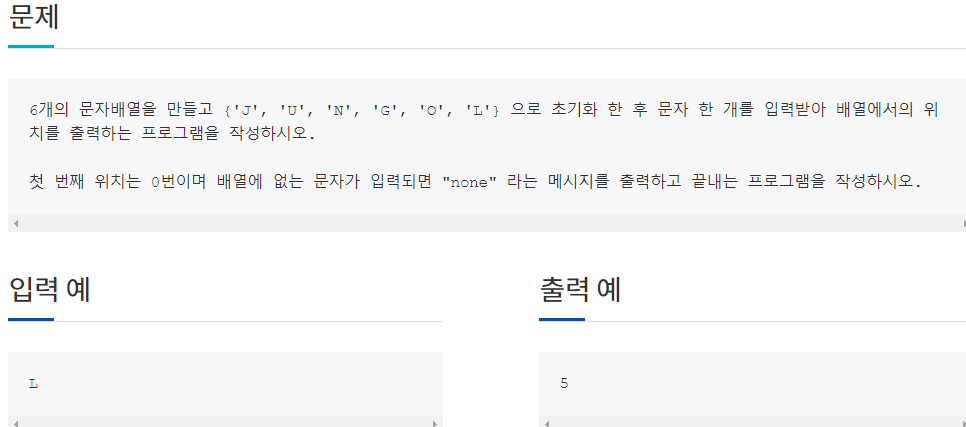 문제
6개의 문자배열을 만들고 {'J', 'U', 'N', 'G', 'O', 'L'} 으로 초기화 한 후 문자 한 개를 입력받아 배열에서의 위
치를 출력하는 프로그램을 작성하시오.
첫 번째 위치는 0번이며 배열에 없는 문자가 입력되면 "none" 라는 메시지를 출력하고 끝내는 프로그램을 작성하시오.
입력 예
출력 예
L
5